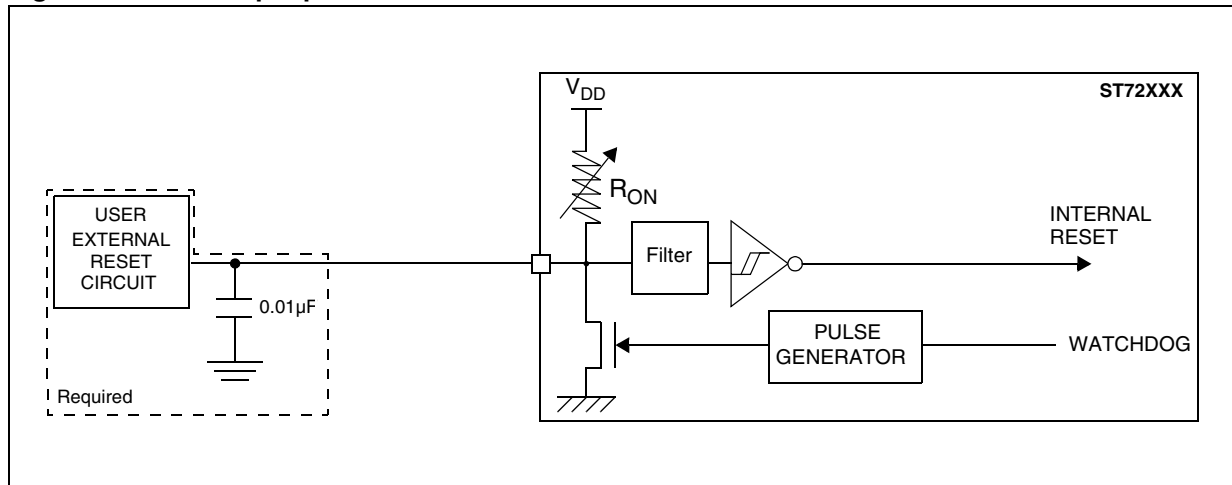 V_DD
ST72XXX
R_ON
USER
EXTERNAL
RESET
CIRCUIT
0.01µF
Required
Filter
INTERNAL
RESET
PULSE
GENERATOR
WATCHDOG